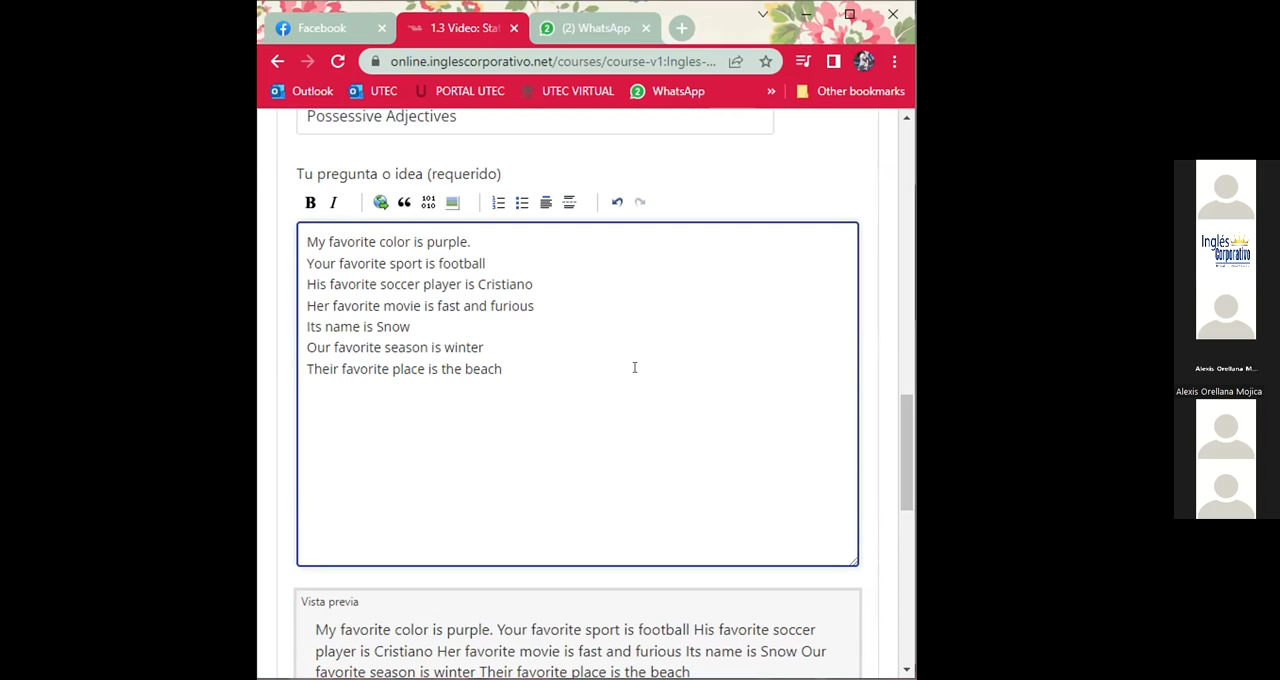 Facebook
1.3 Video: Sta
(2) WhatsApp
online.inglescorporativo.net/courses/course-v1:Ingles-...
Outlook
UTEC
PORTAL UTEC
UTEC VIRTUAL
WhatsApp
»
Other bookmarks
Possessive Adjectives
Tu pregunta o idea (requerido)
My favorite color is purple.
Your favorite sport is football
His favorite soccer player is Cristiano
Her favorite movie is fast and furious
Its name is Snow
Our favorite season is winter
Their favorite place is the beach
Vista previa
My favorite color is purple. Your favorite sport is football His favorite soccer
player is Cristiano Her favorite movie is fast and furious Its name is Snow Our
favorite season is winter Their favorite place is the beach
Inglés
Corporativo
Alexis Orellana M...
Alexis Orellana Mojica